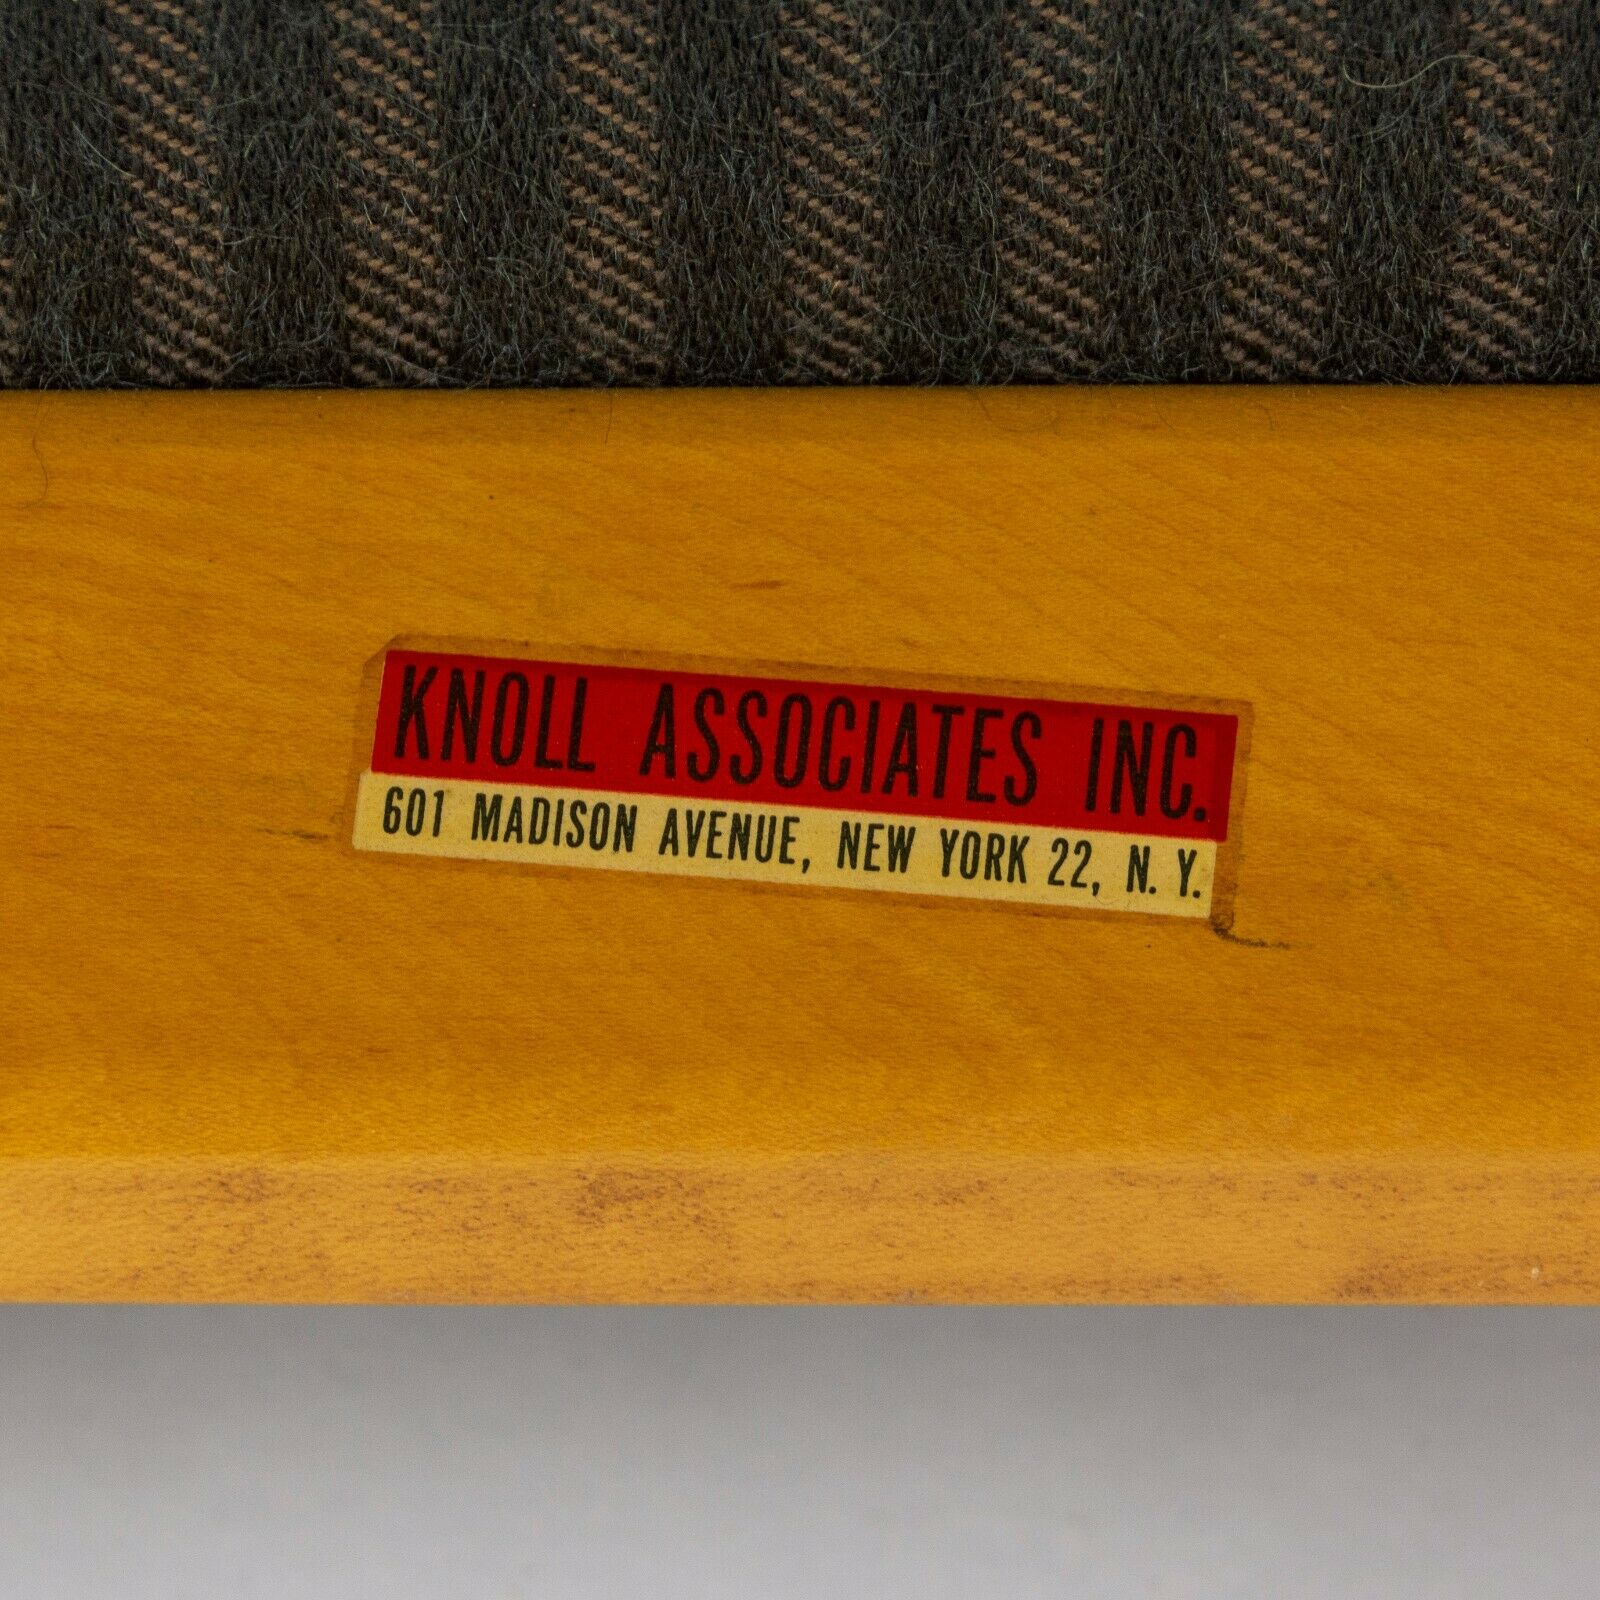 KNOLL ASSOCIATES INC.
601 MADISON AVENUE, NEW YORK 22, N. Y.